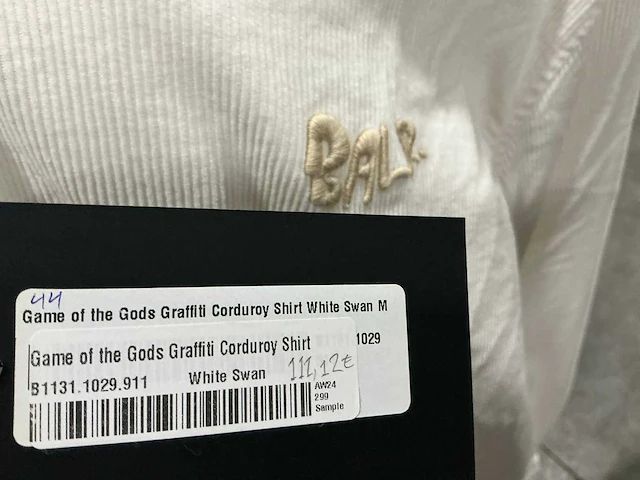 BALR.
44
Game of the Gods Graffiti Corduroy Shirt White Swan M
1029
Game of the Gods Graffiti Corduroy Shirt
B1131.1029.911 White Swan 111,12€
AW24
299
Sample